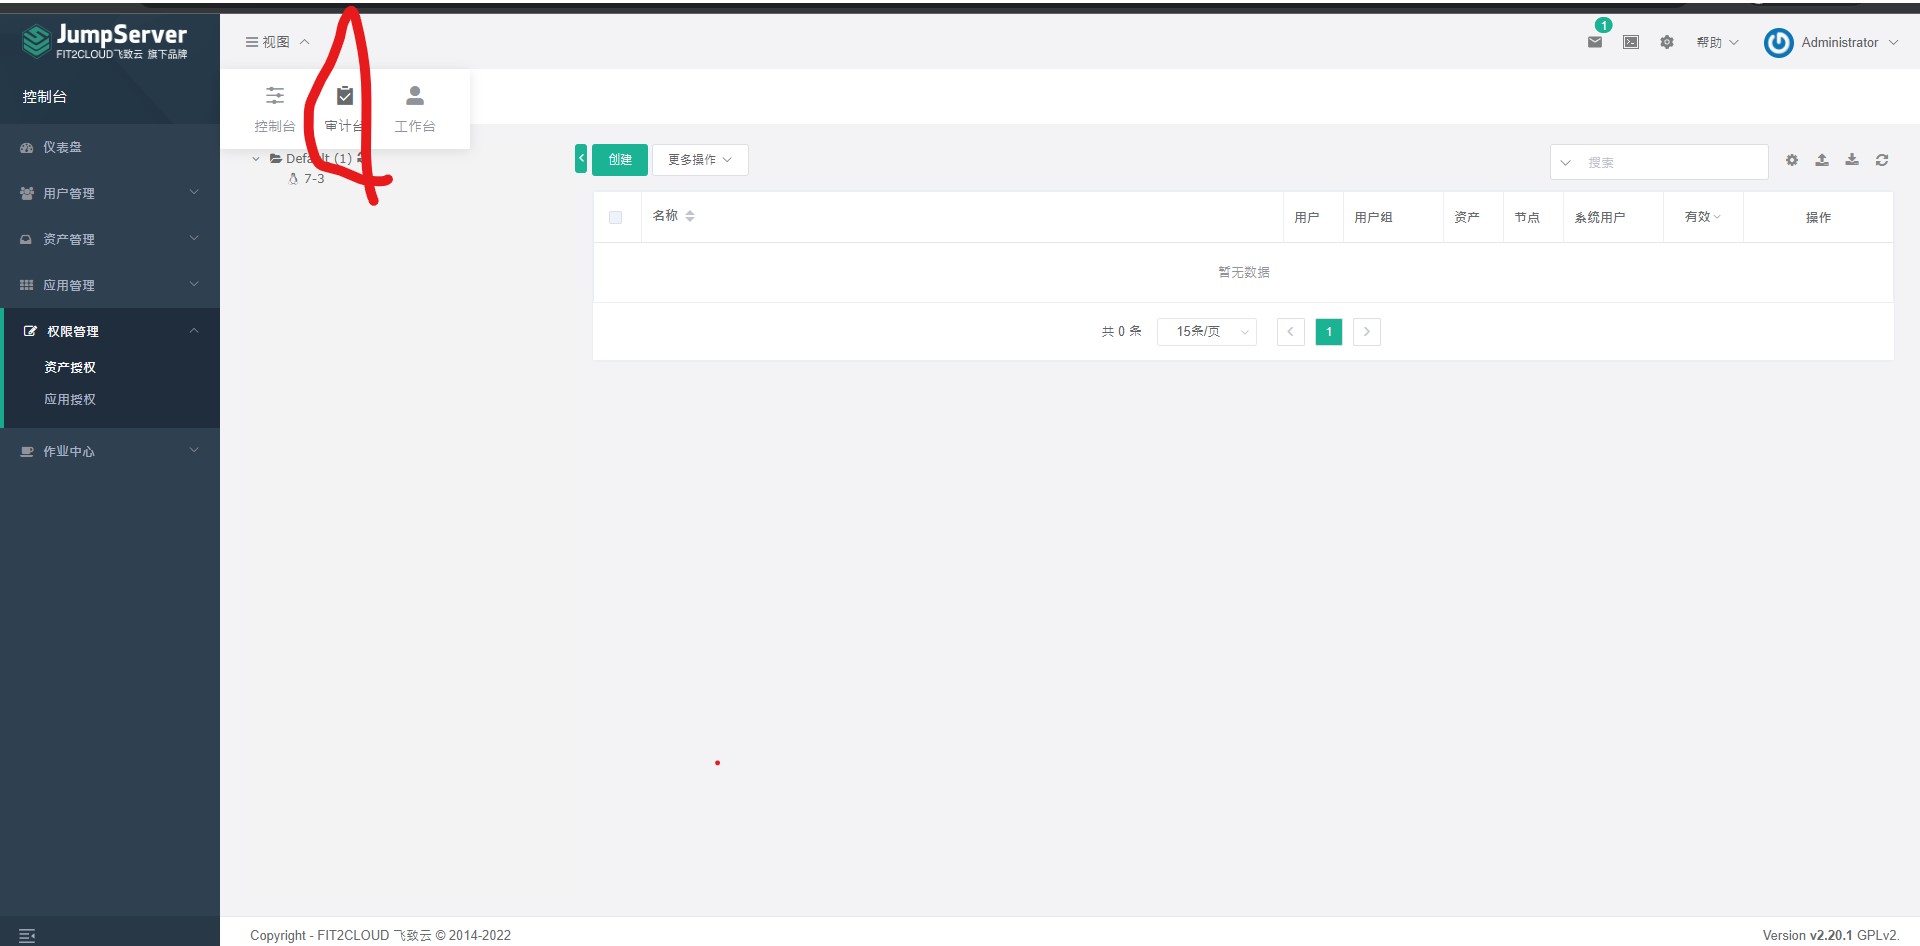 JumpServer
FIT2CLOUD飞致云 旗下品牌
视图
1
帮助
Administrator
控制台
控制台
审计台
工作台
仪表盘
用户管理
资产管理
应用管理
权限管理
资产授权
应用授权
作业中心
Default (1)
7-3
创建
更多操作
搜索
名称
用户
用户组
资产
节点
系统用户
有效
操作
暂无数据
共 0 条
15条/页
1
Copyright - FIT2CLOUD 飞致云 © 2014-2022
Version v2.20.1 GPLv2.